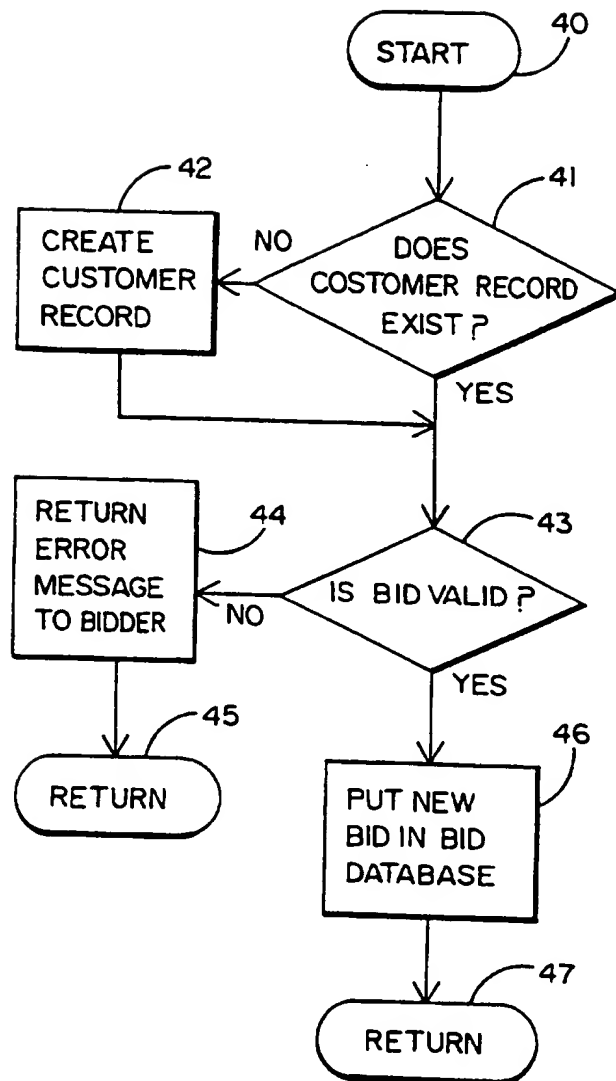 START
40
42
41
CREATE
CUSTOMER
RECORD
NO
DOES
COSTOMER RECORD
EXIST?
YES
RETURN
ERROR
MESSAGE
TO BIDDER
44
43
NO
IS BID VALID?
YES
45
RETURN
46
PUT NEW
BID IN BID
DATABASE
47
RETURN